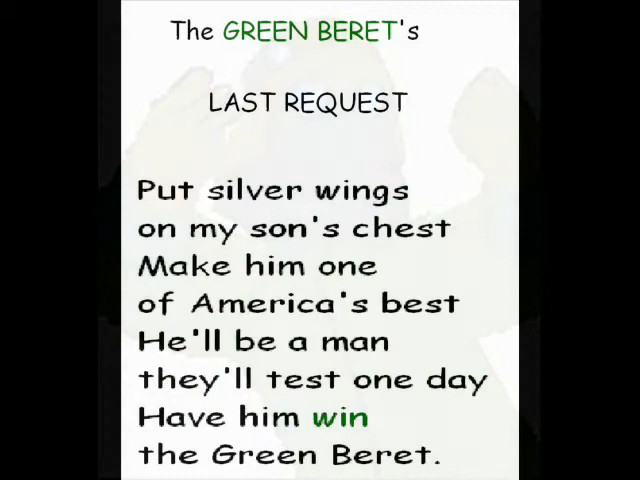 The GREEN BERET's
LAST REQUEST
Put silver wings
on my son's chest
Make him one
of America's best
He'll be a man
they'll test one day
Have him win
the Green Beret.